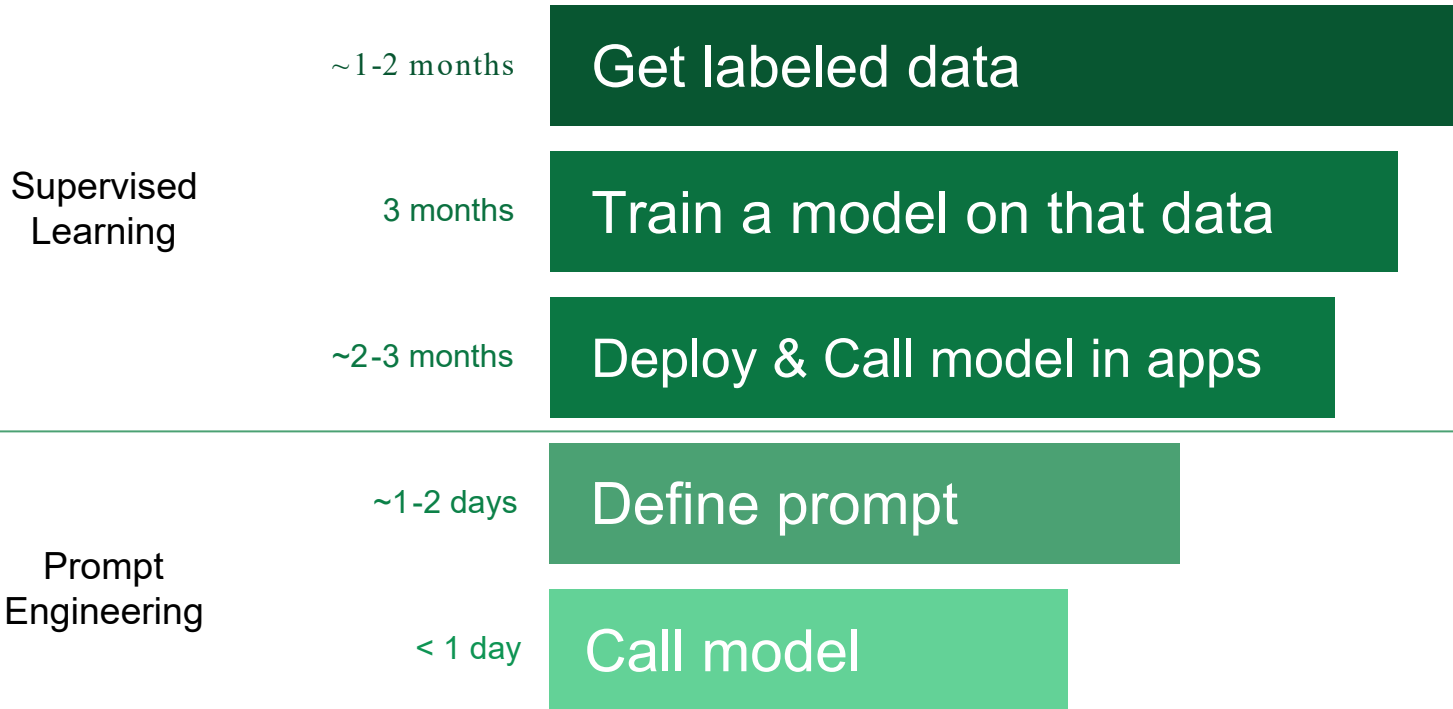 ~1-2 months
Get labeled data
Supervised
Learning
3 months
Train a model on that data
~2-3 months
Deploy & Call model in apps
~1-2 days
Define prompt
Prompt
Engineering
< 1 day
Call model